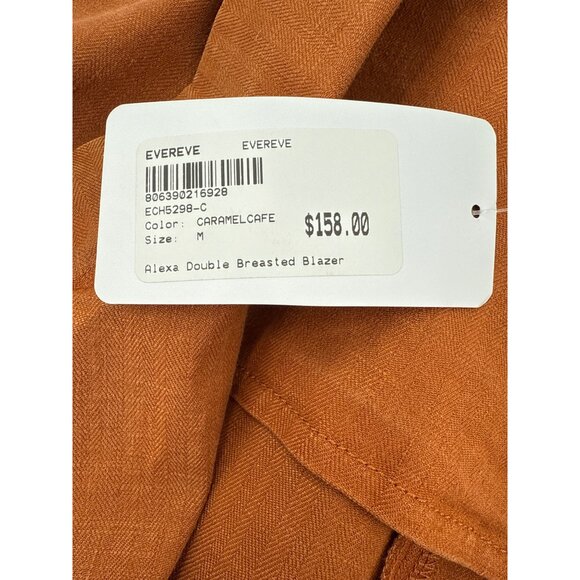 EVEREVE EVEREVE
806390216928
ECH5298-C
Color: CARAMELCAFE
Size: M
$158.00
Alexa Double Breasted Blazer